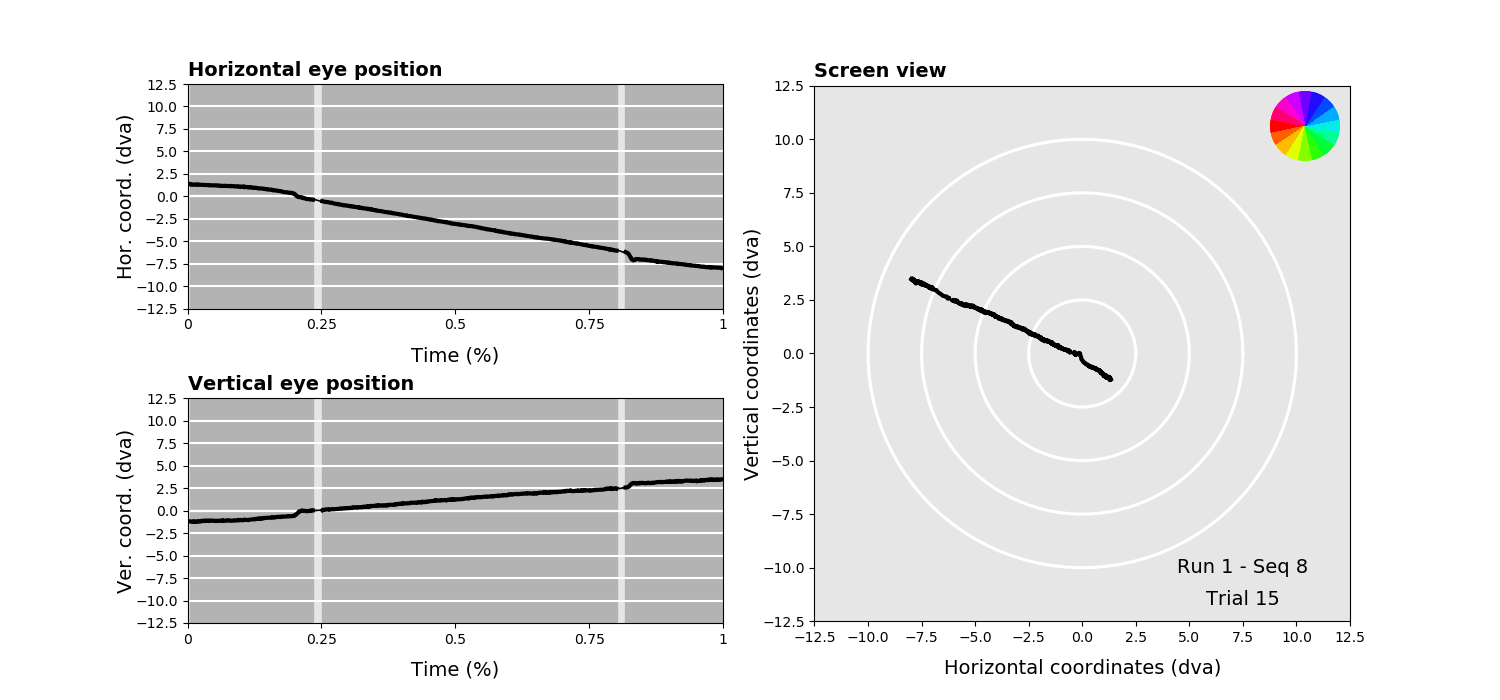 Horizontal eye position
Hor. coord. (dva)
12.5
10.0
7.5
5.0
2.5
0.0
−2.5
−5.0
−7.5
−10.0
−12.5
0 0.25 0.5 0.75 1
Time (%)
Vertical eye position
Ver. coord. (dva)
12.5
10.0
7.5
5.0
2.5
0.0
−2.5
−5.0
−7.5
−10.0
−12.5
0 0.25 0.5 0.75 1
Time (%)
Screen view
Vertical coordinates (dva)
12.5
10.0
7.5
5.0
2.5
0.0
−2.5
−5.0
−7.5
−10.0
−12.5
Run 1 - Seq 8
Trial 15
−12.5 −10.0 −7.5 −5.0 −2.5 0.0 2.5 5.0 7.5 10.0 12.5
Horizontal coordinates (dva)